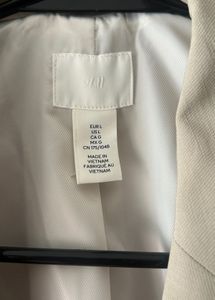 H&M
EUR L
US L
CA G
MX G
CN 175/104B
MADE IN
VIETNAM
FABRIQUÉ AU
VIETNAM